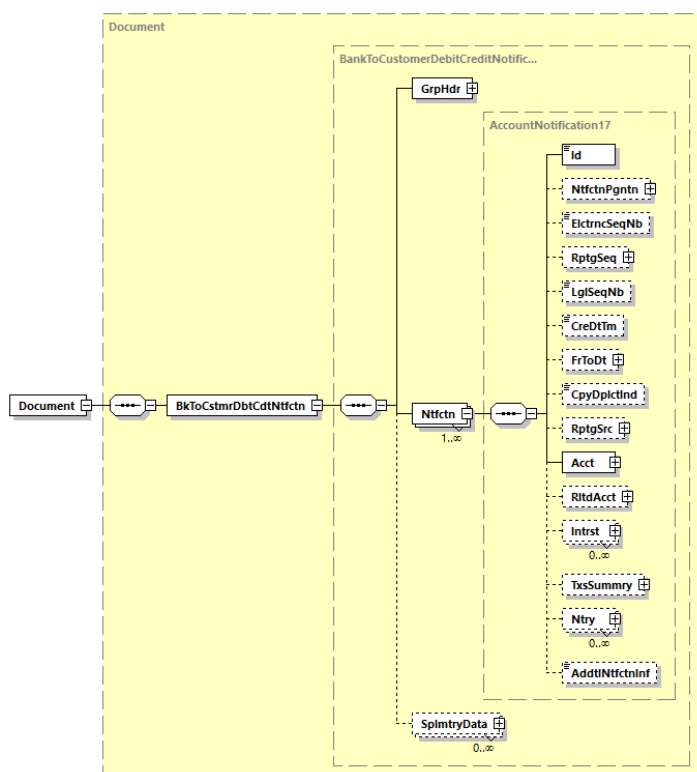 Document
BankToCustomerDebitCreditNotific...
GrpHdr
AccountNotification17
Id
NtfctnPgntn
ElctrncSeqNb
RptgSeq
LglSeqNb
CreDtTm
FrToDt
Document
BkToCstmrDbtCdtNtfctn
Ntfctn
1..∞
CpyDplctInd
RptgSrc
Acct
RltdAcct
Intrst
0..∞
TxsSummry
Ntry
0..∞
AddtlNtfctnInf
SplmtryData
0..∞